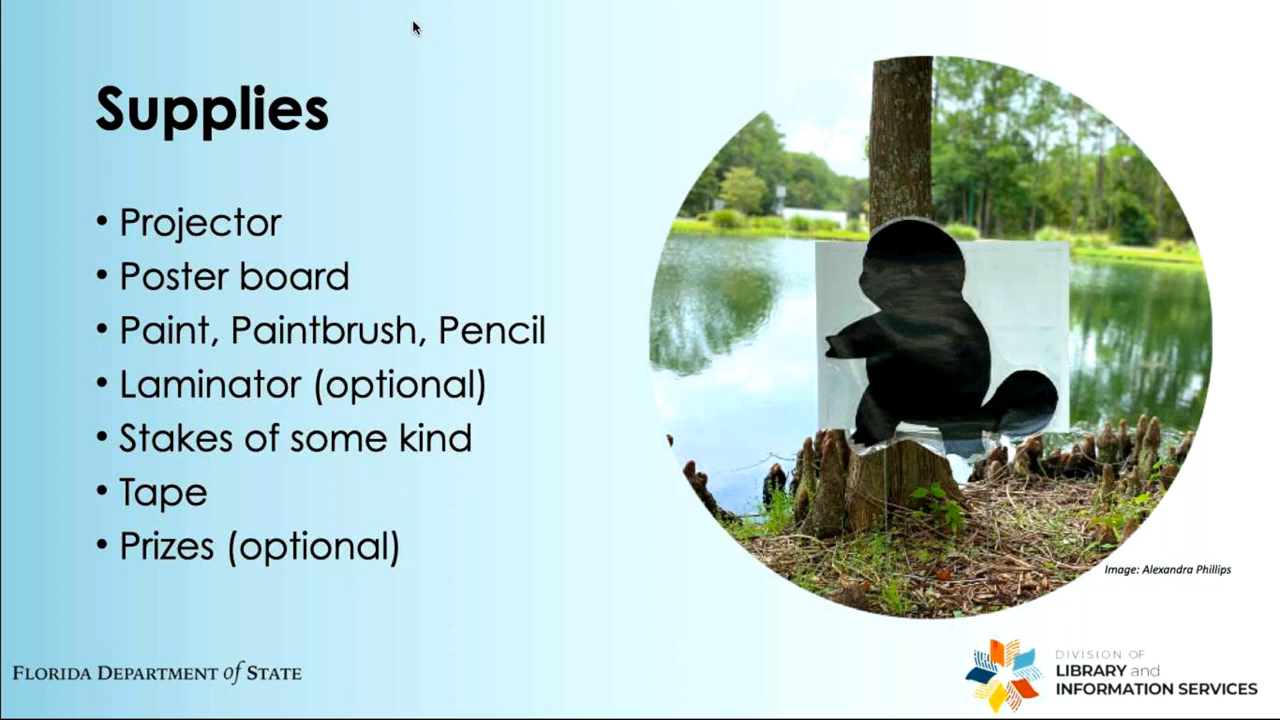 Supplies
• Projector
• Poster board
• Paint, Paintbrush, Pencil
• Laminator (optional)
• Stakes of some kind
• Tape
• Prizes (optional)
Image: Alexandra Phillips
FLORIDA DEPARTMENT of STATE
DIVISION OF
LIBRARY and
INFORMATION SERVICES